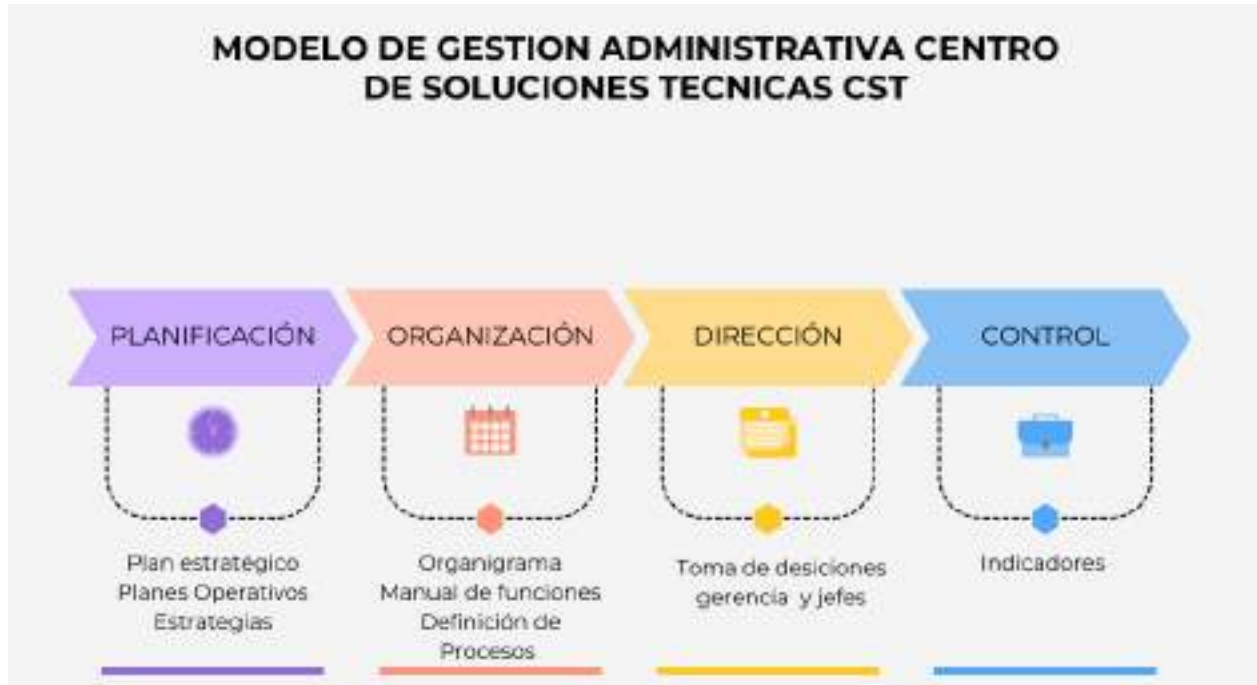 MODELO DE GESTION ADMINISTRATIVA CENTRO
DE SOLUCIONES TECNICAS CST
PLANIFICACIÓN
ORGANIZACIÓN
DIRECCIÓN
CONTROL
Plan estratégico
Planes Operativos
Estrategias
Organigrama
Manual de funciones
Definición de
Procesos
Toma de desiciones
gerencia y jefes
Indicadores